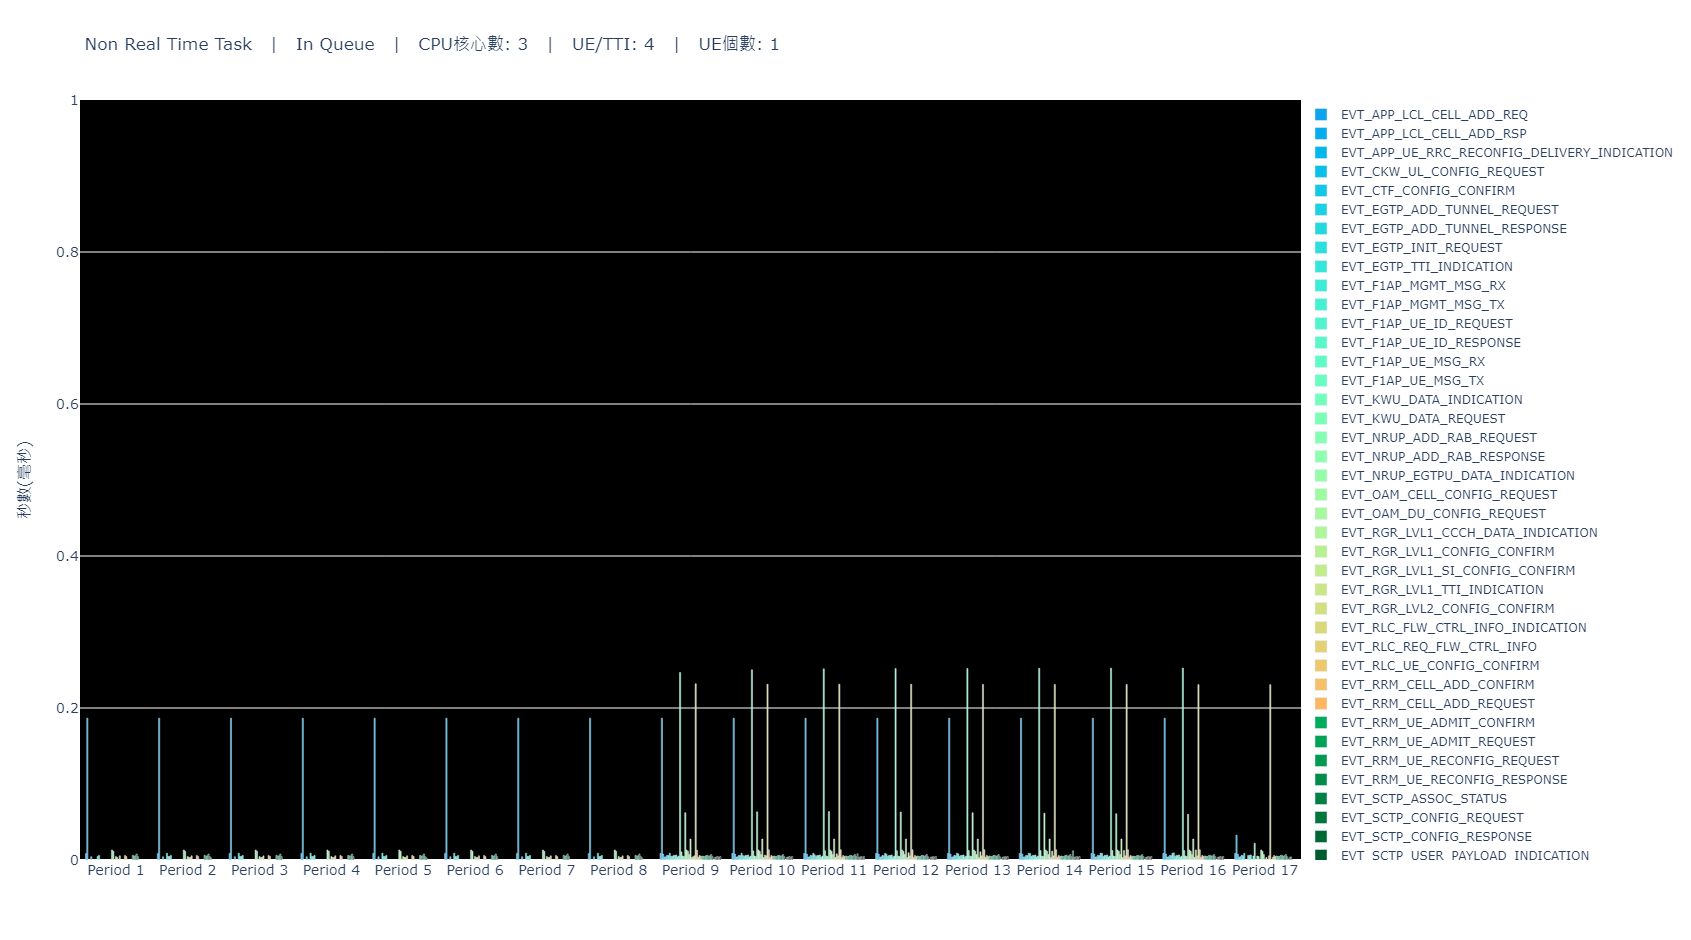 Non Real Time Task | In Queue | CPU核心數: 3 | UE/TTI: 4 | UE個數: 1
1
0.8
0.6
0.4
0.2
0
秒數(毫秒)
Period 1 Period 2 Period 3 Period 4 Period 5 Period 6 Period 7 Period 8 Period 9 Period 10 Period 11 Period 12 Period 13 Period 14 Period 15 Period 16 Period 17
EVT_APP_LCL_CELL_ADD_REQ
EVT_APP_LCL_CELL_ADD_RSP
EVT_APP_UE_RRC_RECONFIG_DELIVERY_INDICATION
EVT_CKW_UL_CONFIG_REQUEST
EVT_CTF_CONFIG_CONFIRM
EVT_EGTP_ADD_TUNNEL_REQUEST
EVT_EGTP_ADD_TUNNEL_RESPONSE
EVT_EGTP_INIT_REQUEST
EVT_EGTP_TTI_INDICATION
EVT_F1AP_MGMT_MSG_RX
EVT_F1AP_MGMT_MSG_TX
EVT_F1AP_UE_ID_REQUEST
EVT_F1AP_UE_ID_RESPONSE
EVT_F1AP_UE_MSG_RX
EVT_F1AP_UE_MSG_TX
EVT_KWU_DATA_INDICATION
EVT_KWU_DATA_REQUEST
EVT_NRUP_ADD_RAB_REQUEST
EVT_NRUP_ADD_RAB_RESPONSE
EVT_NRUP_EGTPU_DATA_INDICATION
EVT_OAM_CELL_CONFIG_REQUEST
EVT_OAM_DU_CONFIG_REQUEST
EVT_RGR_LVL1_CCCH_DATA_INDICATION
EVT_RGR_LVL1_CONFIG_CONFIRM
EVT_RGR_LVL1_SI_CONFIG_CONFIRM
EVT_RGR_LVL1_TTI_INDICATION
EVT_RGR_LVL2_CONFIG_CONFIRM
EVT_RLC_FLW_CTRL_INFO_INDICATION
EVT_RLC_REQ_FLW_CTRL_INFO
EVT_RLC_UE_CONFIG_CONFIRM
EVT_RRM_CELL_ADD_CONFIRM
EVT_RRM_CELL_ADD_REQUEST
EVT_RRM_UE_ADMIT_CONFIRM
EVT_RRM_UE_ADMIT_REQUEST
EVT_RRM_UE_RECONFIG_REQUEST
EVT_RRM_UE_RECONFIG_RESPONSE
EVT_SCTP_ASSOC_STATUS
EVT_SCTP_CONFIG_REQUEST
EVT_SCTP_CONFIG_RESPONSE
EVT_SCTP_USER_PAYLOAD_INDICATION